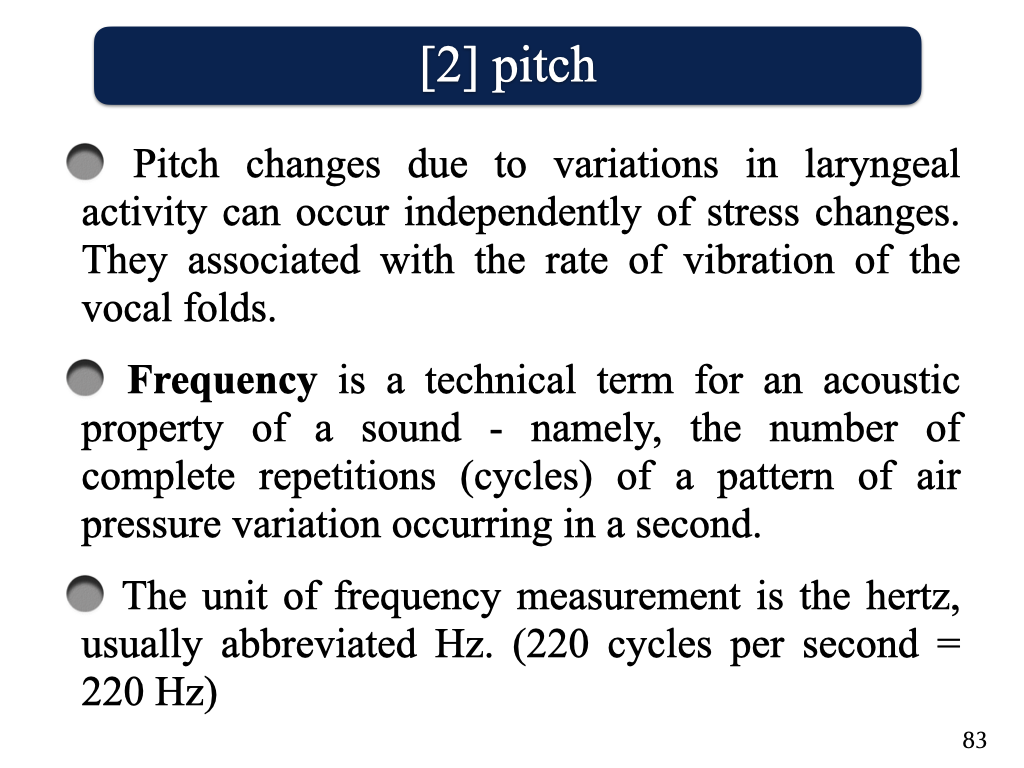 [2] pitch
Pitch changes due to variations in laryngeal
activity can occur independently of stress changes.
They associated with the rate of vibration of the
vocal folds.
Frequency is a technical term for an acoustic
property of a sound - namely, the number of
complete repetitions (cycles) of a pattern of air
pressure variation occurring in a second.
The unit of frequency measurement is the hertz,
usually abbreviated Hz. (220 cycles per second =
220 Hz)
83